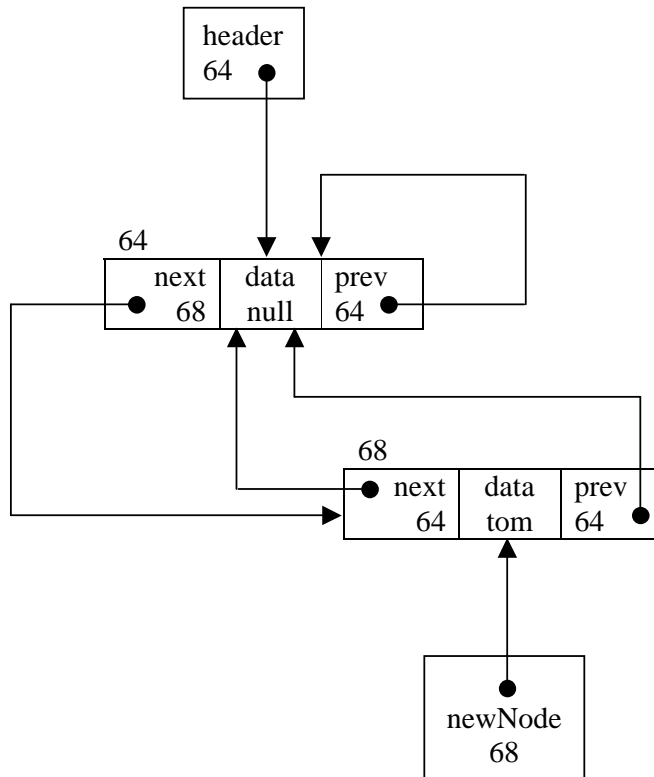 header
64
64
next data prev
68 null 64
68
next data prev
64 tom 64
newNode
68